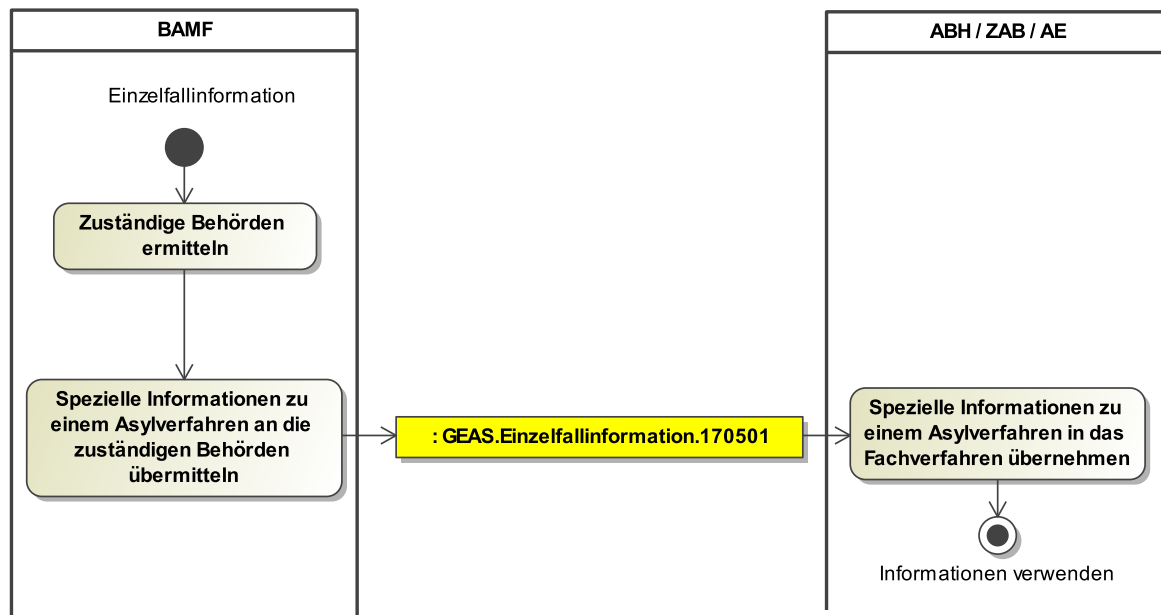 BAMF
ABH / ZAB / AE
Einzelfallinformation
Zuständige Behörden
ermitteln
Spezielle Informationen zu
einem Asylverfahren an die
zuständigen Behörden
übermitteln
: GEAS.Einzelfallinformation.170501
Spezielle Informationen zu
einem Asylverfahren in das
Fachverfahren übernehmen
Informationen verwenden